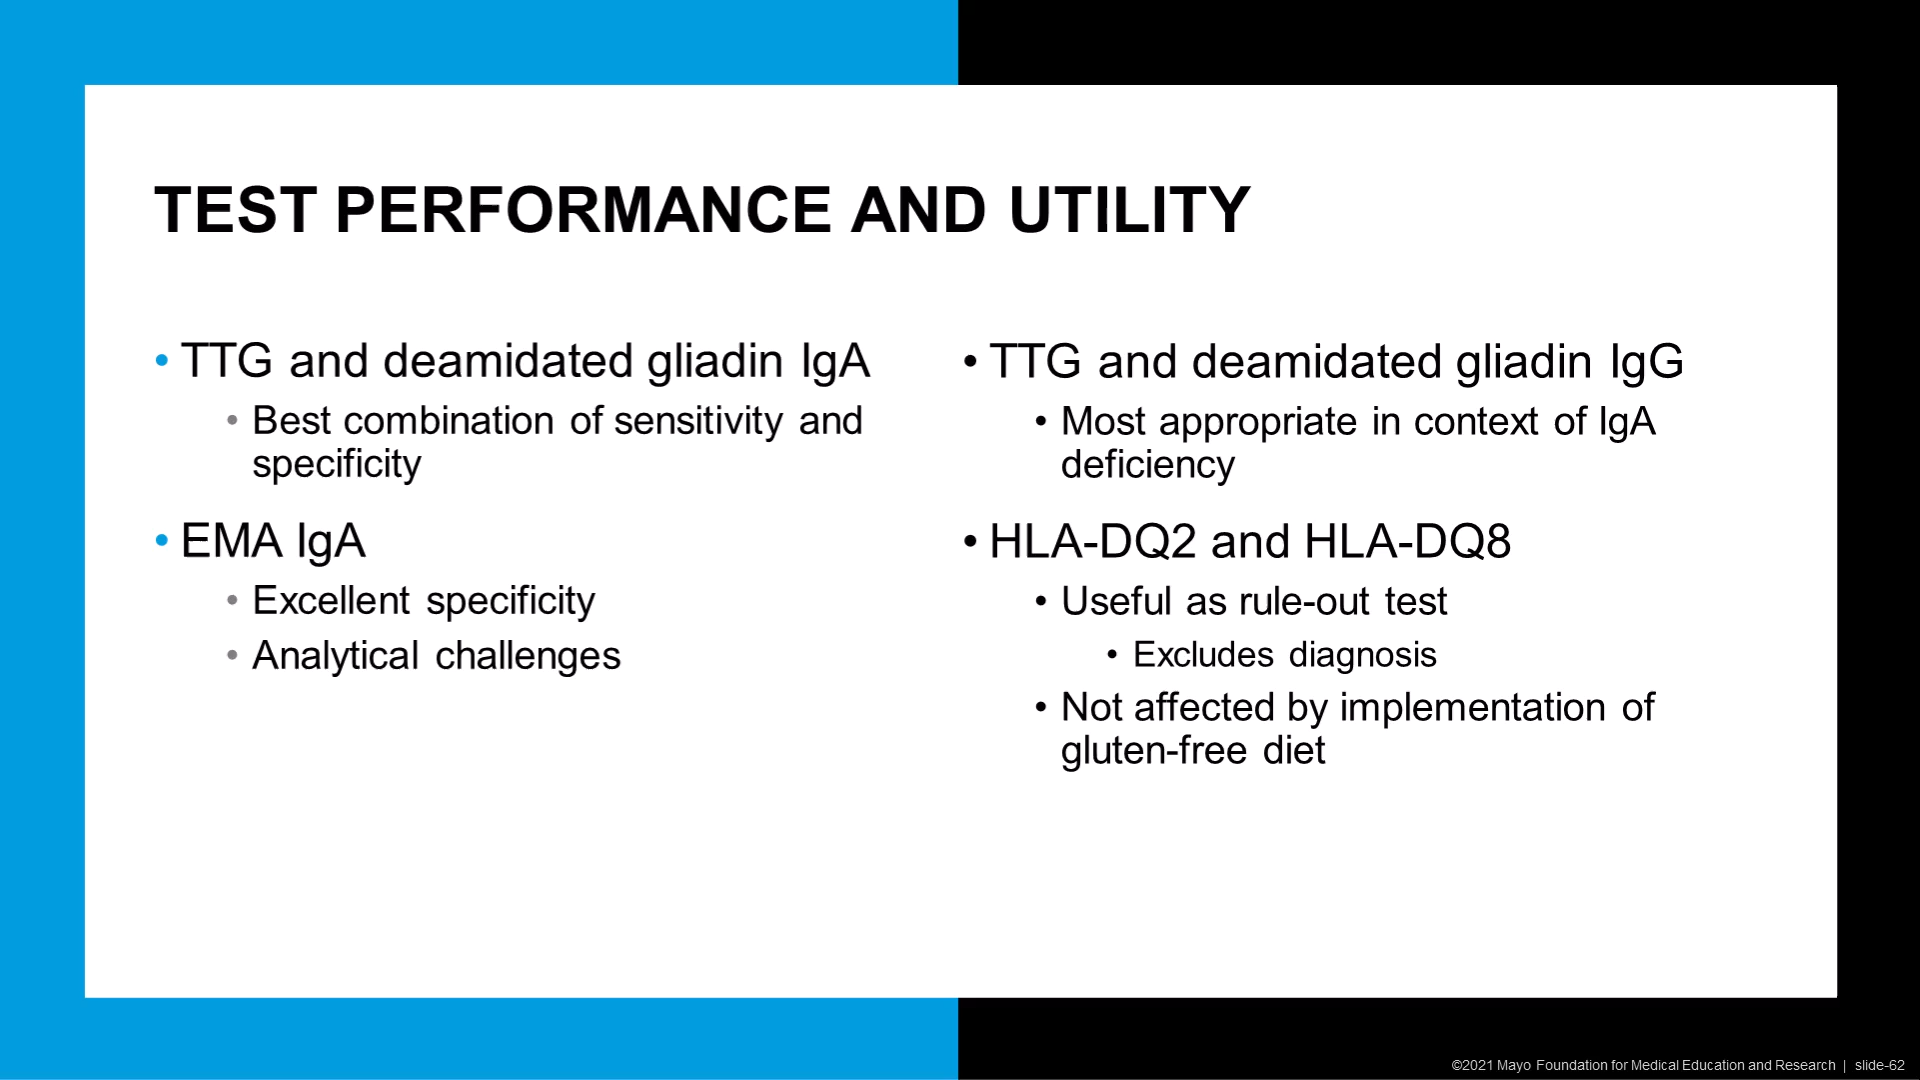 TEST PERFORMANCE AND UTILITY
• TTG and deamidated gliadin IgA
• Best combination of sensitivity and
specificity
• EMA IgA
• Excellent specificity
• Analytical challenges
• TTG and deamidated gliadin IgG
• Most appropriate in context of IgA
deficiency
• HLA-DQ2 and HLA-DQ8
• Useful as rule-out test
• Excludes diagnosis
• Not affected by implementation of
gluten-free diet
©2021 Mayo Foundation for Medical Education and Research | slide-62